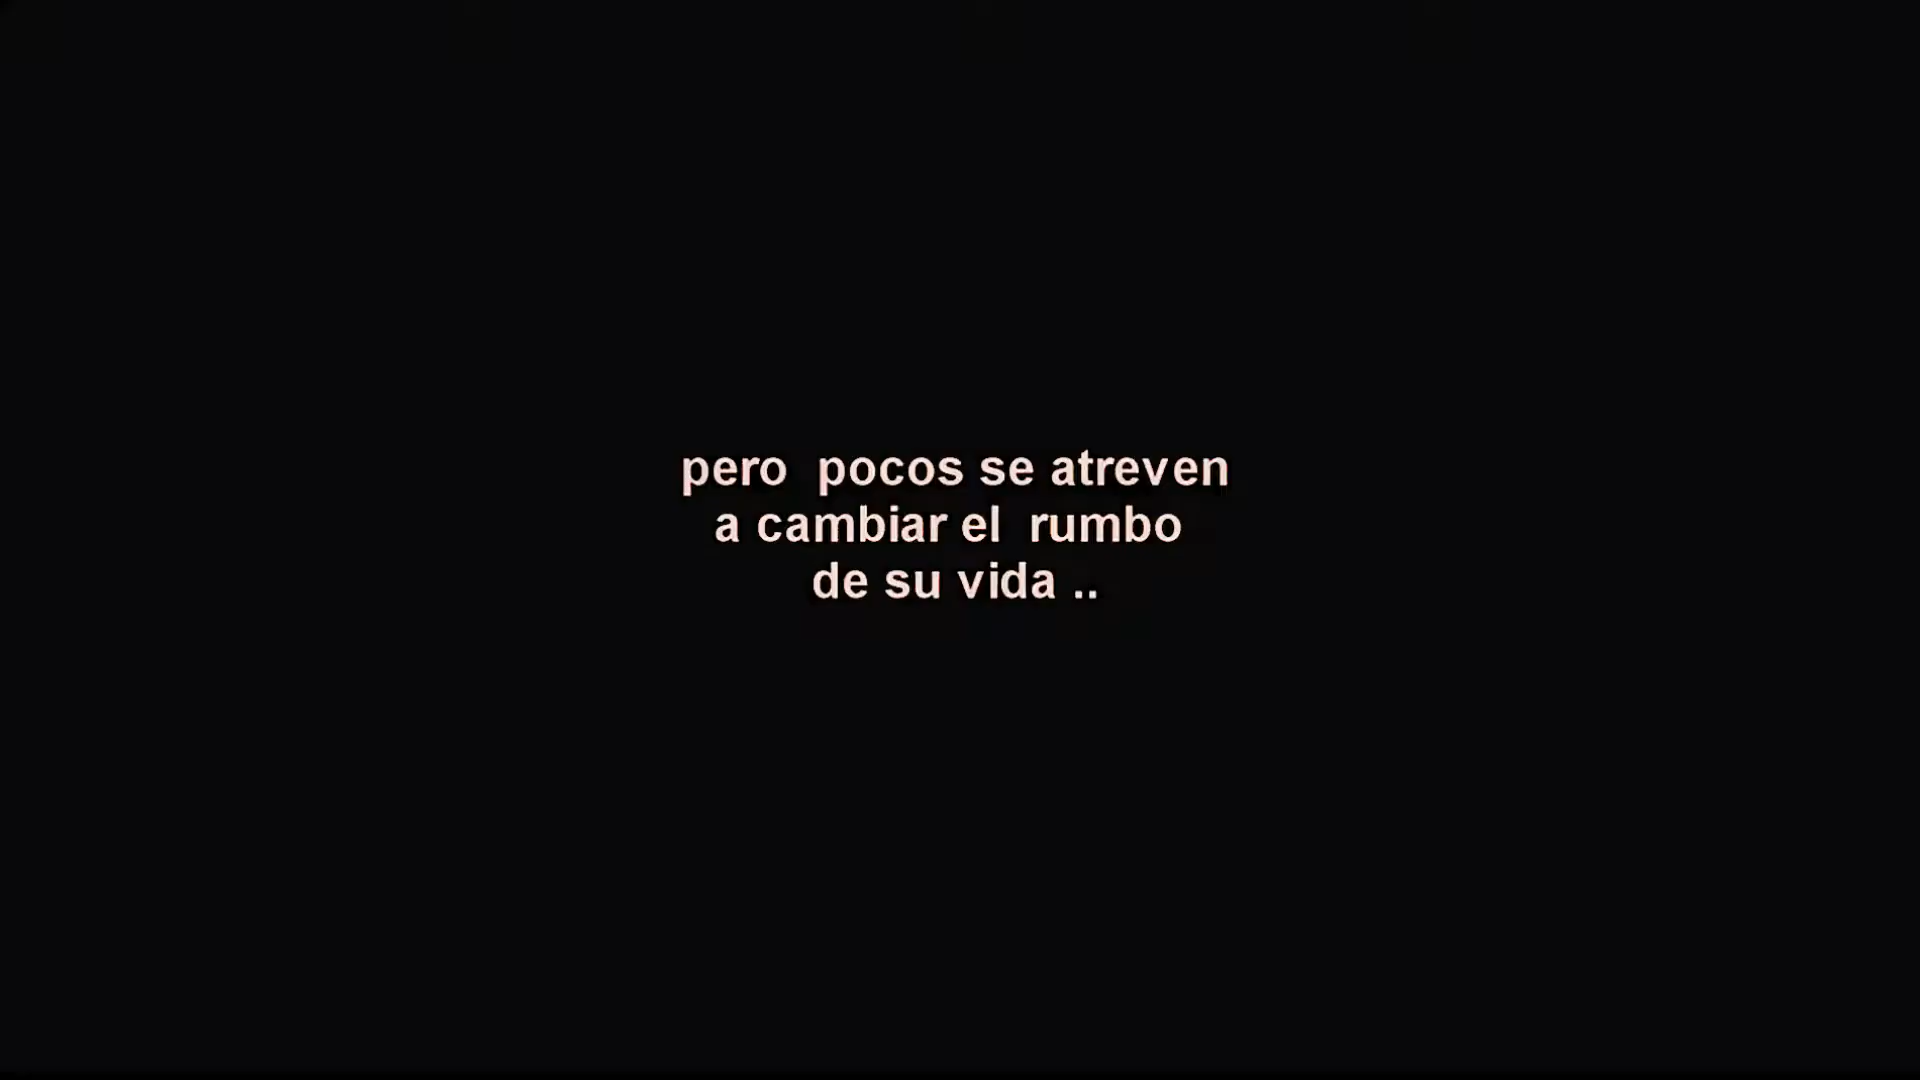 pero  pocos se atreven
a cambiar el  rumbo
de su vida ..